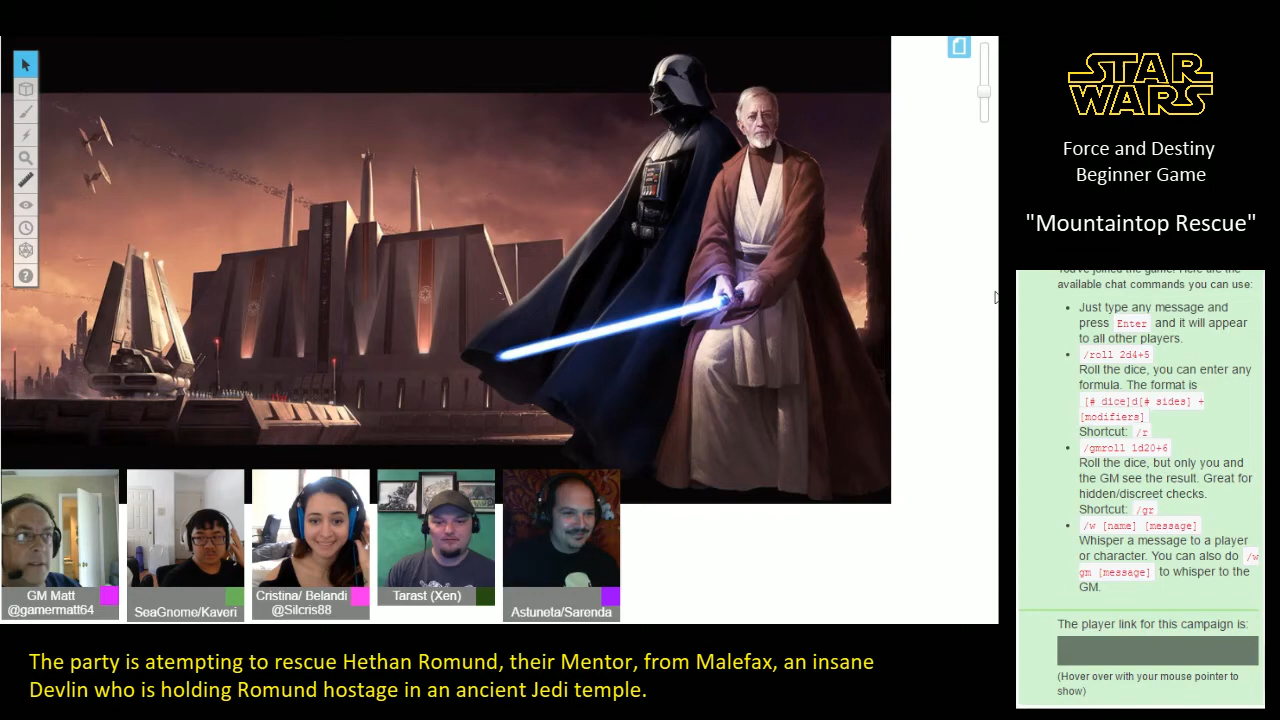 STAR
WARS
Force and Destiny
Beginner Game
"Mountaintop Rescue"
You've joined the game! Here are the
available chat commands you can use:
• Just type any message and
press Enter and it will appear
to all other players.
• /roll 2d4+5
Roll the dice, you can enter any
formula. The format is
[# dice]d[# sides] +
[modifiers]
Shortcut: /r
• /gmroll 1d20+6
Roll the dice, but only you and
the GM see the result. Great for
hidden/discreet checks.
Shortcut: /gr
• /w [name] [message]
Whisper a message to a player
or character. You can also do /w
gm [message] to whisper to the
GM.
The player link for this campaign is:
(Hover over with your mouse pointer to
show)
GM Matt
@gamermatt64
SeaGnome/Kaveri
Cristina/ Belandi
@Silcris88
Tarast (Xen)
Astuneta/Sarenda
The party is atempting to rescue Hethan Romund, their Mentor, from Malefax, an insane
Devlin who is holding Romund hostage in an ancient Jedi temple.